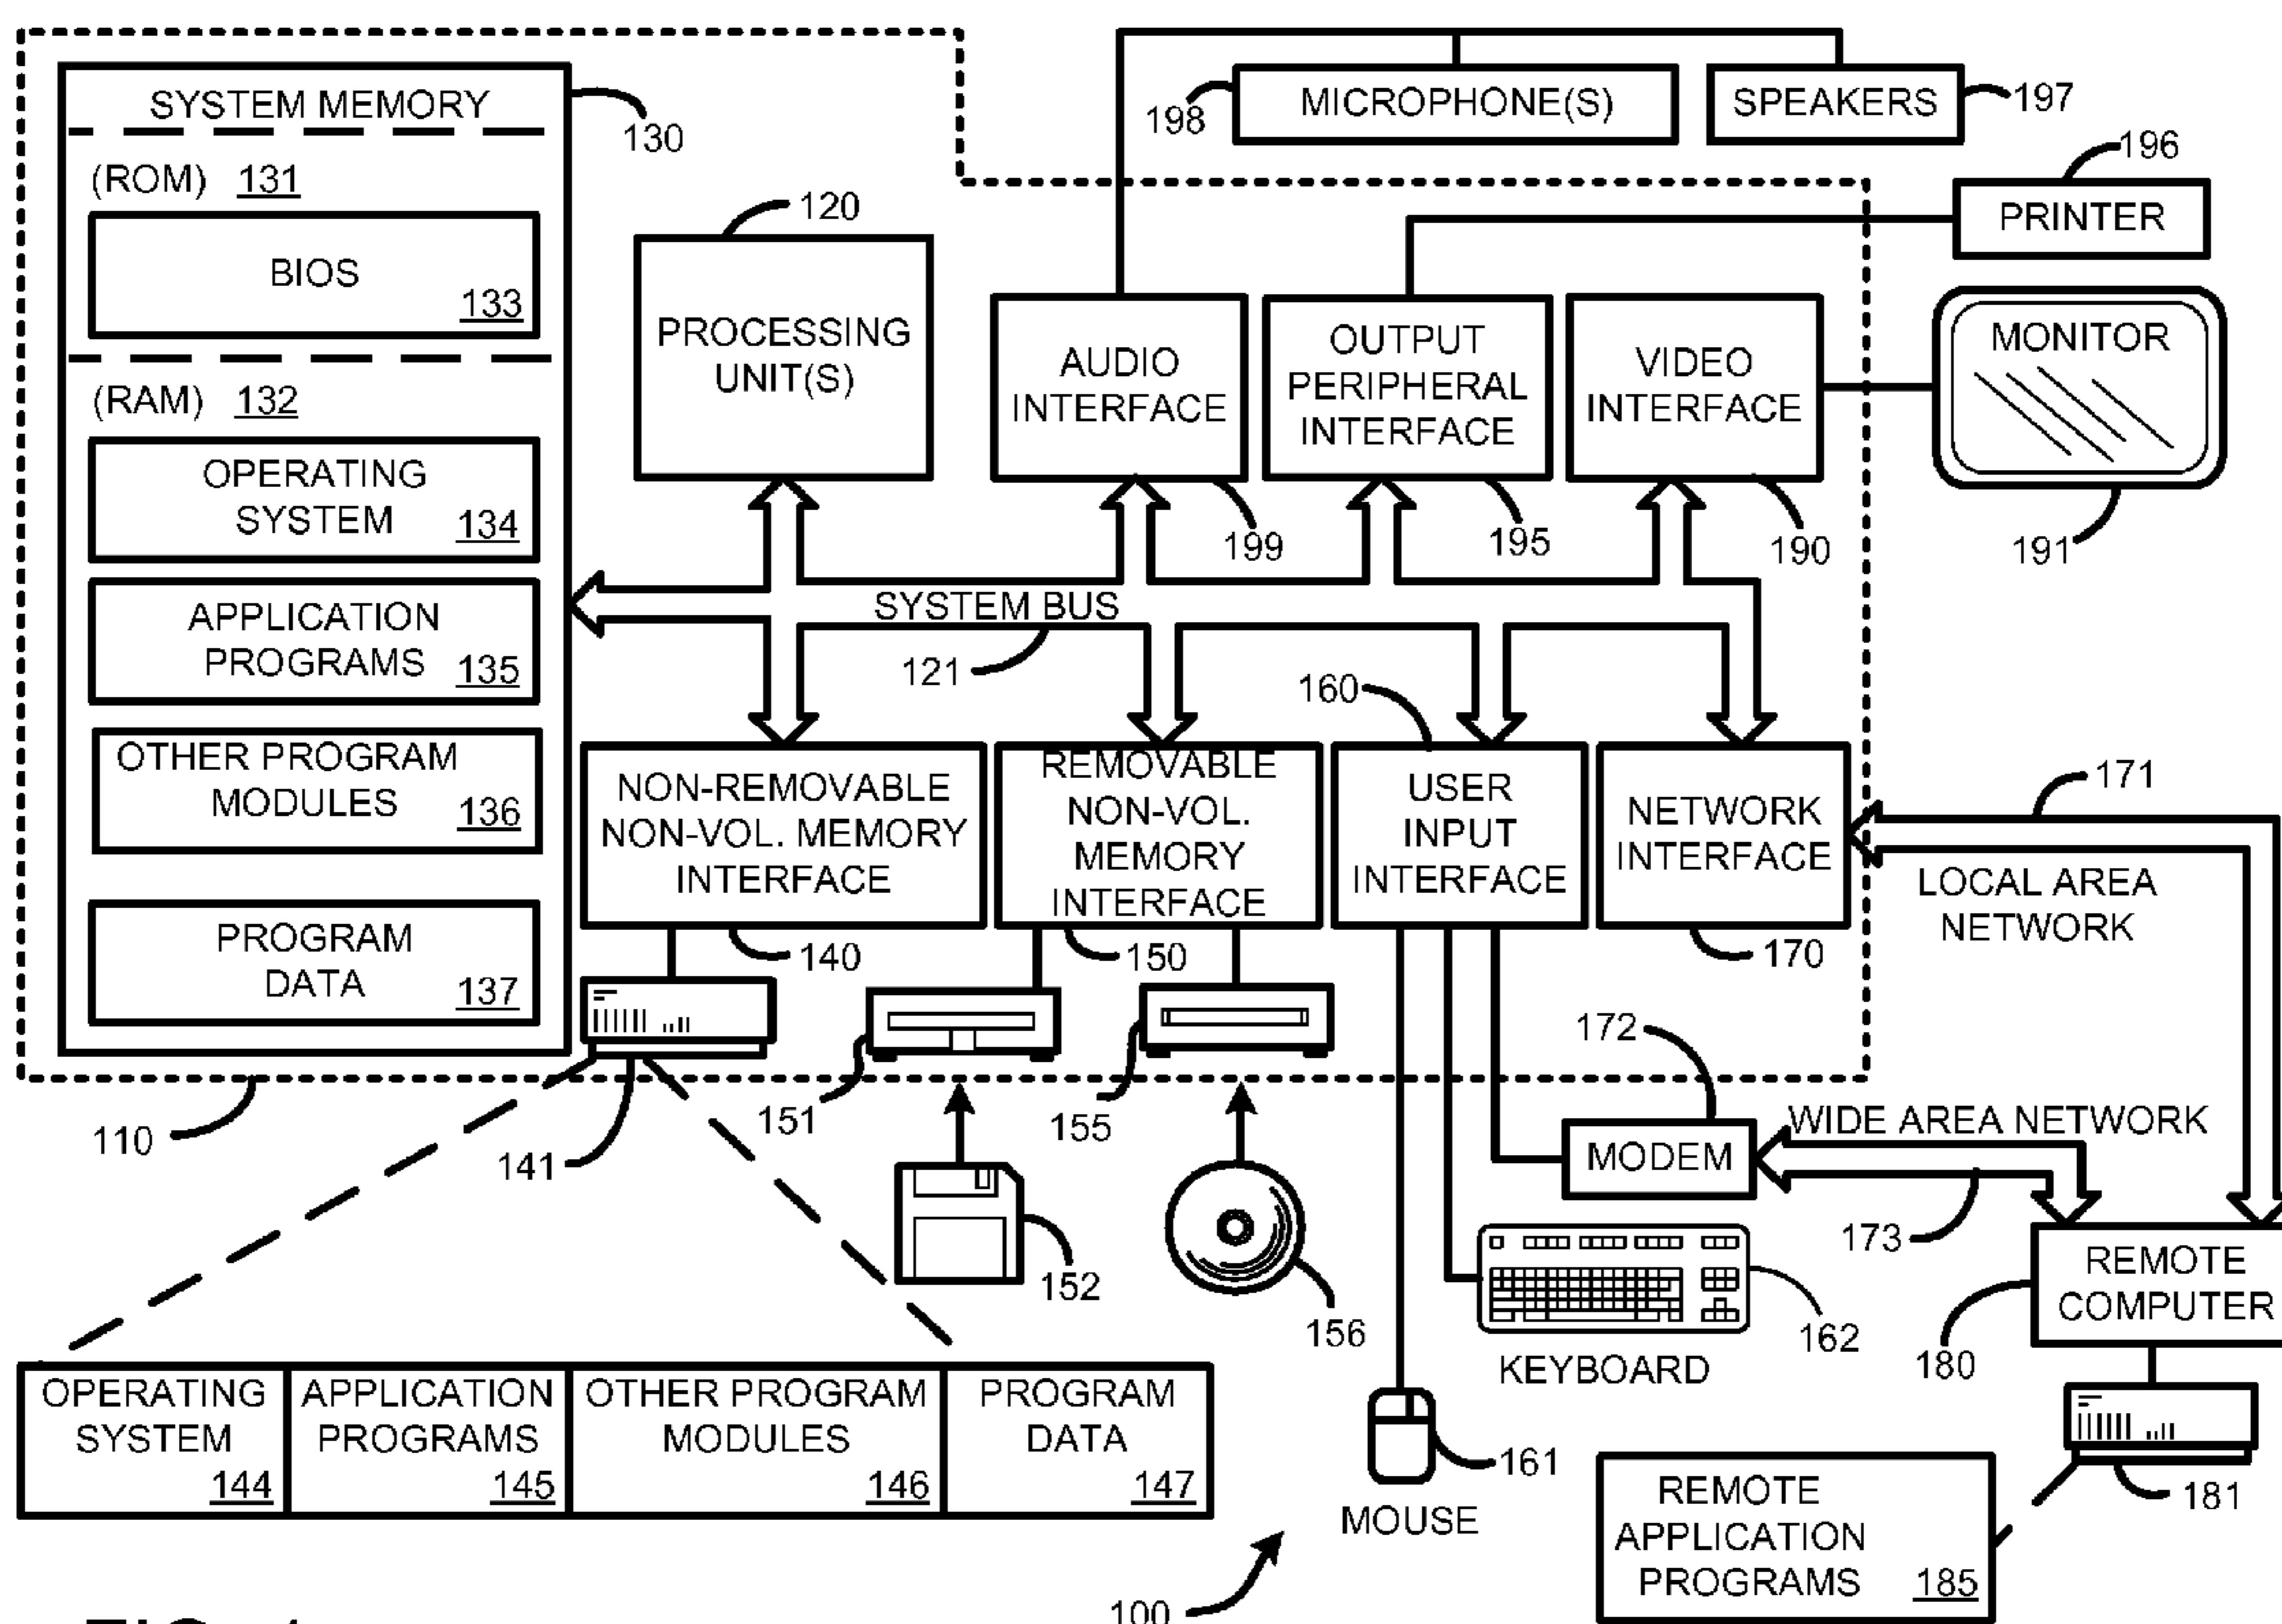 SYSTEM MEMORY
130
(ROM) 131
BIOS
133
(RAM) 132
OPERATING
SYSTEM 134
APPLICATION
PROGRAMS 135
OTHER PROGRAM
MODULES 136
PROGRAM
DATA 137
120
PROCESSING
UNIT(S)
198
MICROPHONE(S)
SPEAKERS
197
196
PRINTER
AUDIO
INTERFACE
199
OUTPUT
PERIPHERAL
INTERFACE
195
VIDEO
INTERFACE
190
MONITOR
191
SYSTEM BUS
121
160
NON-REMOVABLE
NON-VOL. MEMORY
INTERFACE
140
REMOVABLE
NON-VOL.
MEMORY
INTERFACE
150
USER
INPUT
INTERFACE
NETWORK
INTERFACE
170
171
LOCAL AREA
NETWORK
110
141
151
155
152
156
172
MODEM
WIDE AREA NETWORK
173
162
KEYBOARD
161
MOUSE
REMOTE
COMPUTER
180
181
OPERATING
SYSTEM
144
APPLICATION
PROGRAMS
145
OTHER PROGRAM
MODULES
146
PROGRAM
DATA
147
REMOTE
APPLICATION
PROGRAMS 185
100